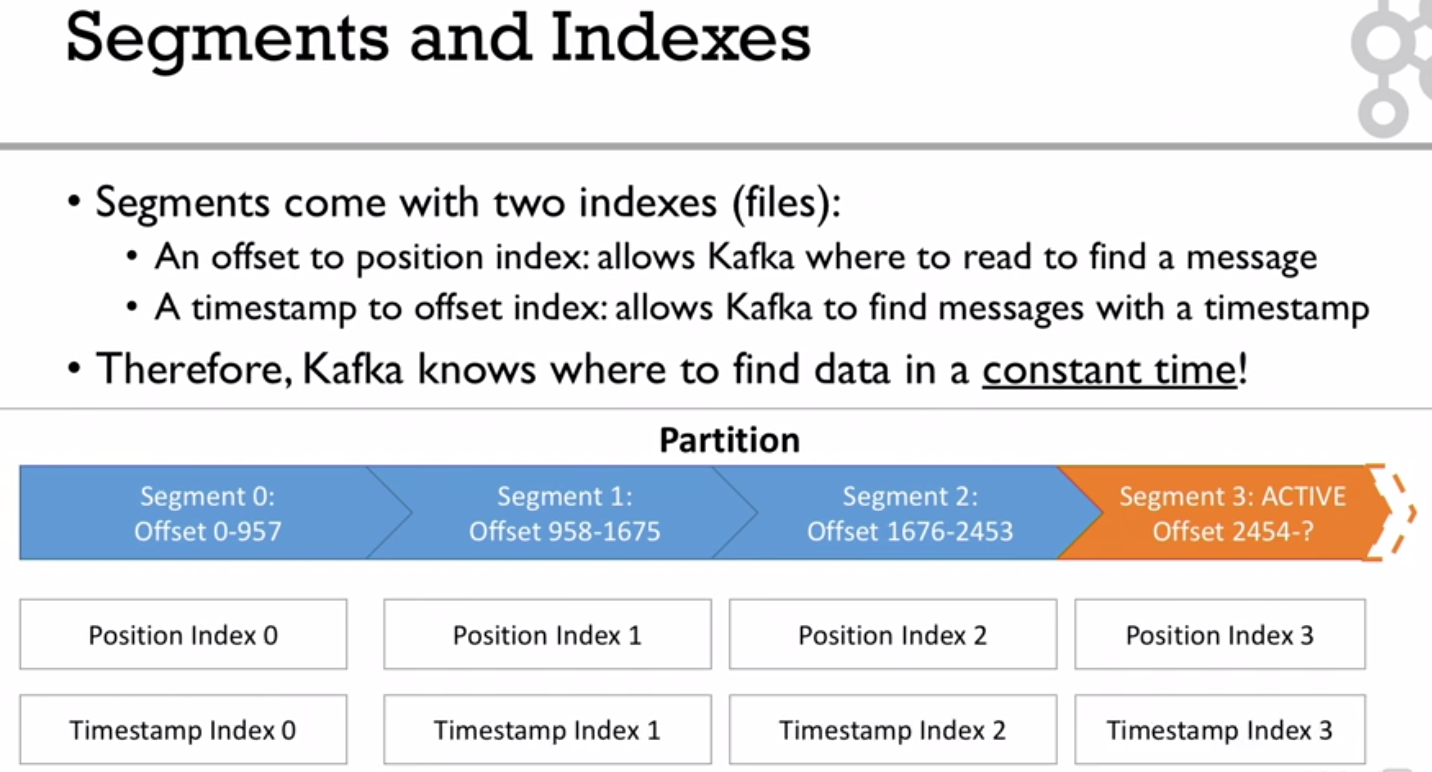 Segments and Indexes
• Segments come with two indexes (files):
• An offset to position index: allows Kafka where to read to find a message
• A timestamp to offset index: allows Kafka to find messages with a timestamp
• Therefore, Kafka knows where to find data in a constant time!
Partition
Segment 0:
Offset 0-957
Segment 1:
Offset 958-1675
Segment 2:
Offset 1676-2453
Segment 3: ACTIVE
Offset 2454-?
Position Index 0
Position Index 1
Position Index 2
Position Index 3
Timestamp Index 0
Timestamp Index 1
Timestamp Index 2
Timestamp Index 3